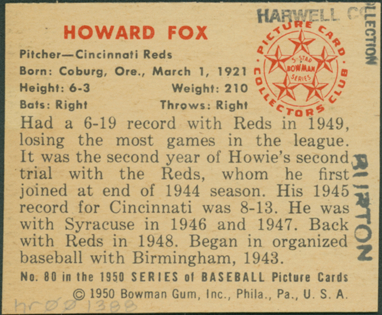 HOWARD FOX
HARWELL
COLLECTION
Pitcher—Cincinnati Reds
Born: Coburg, Ore., March 1, 1921
Height: 6-3 Weight: 210
Bats: Right Throws: Right
PICTURE CARD
5-STAR
BOWMAN
SERIES
COLLECTORS CLUB
Had a 6-19 record with Reds in 1949,
losing the most games in the league.
It was the second year of Howie's second
trial with the Reds, whom he first
joined at end of 1944 season. His 1945
record for Cincinnati was 8-13. He was
with Syracuse in 1946 and 1947. Back
with Reds in 1948. Began in organized
baseball with Birmingham, 1943.
BURTON
No. 80 in the 1950 SERIES of BASEBALL Picture Cards
© 1950 Bowman Gum, Inc., Phila., Pa., U. S. A.